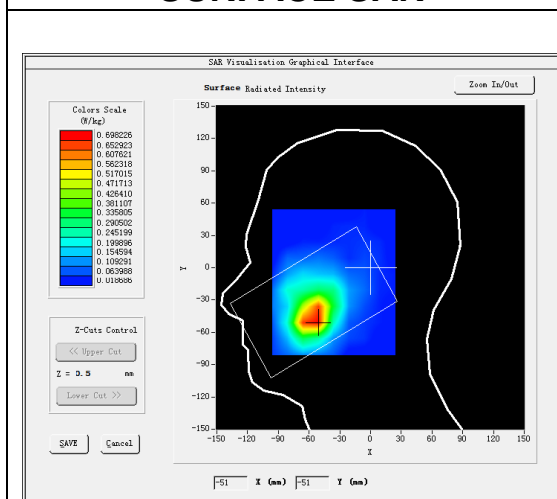 SURFACE SAR
SAR Visualisation Graphical Interface
Surface Radiated Intensity
Zoom In/Out
Colors Scale
(W/kg)
0.698226
0.652923
0.607621
0.562318
0.517015
0.471713
0.426410
0.381107
0.335805
0.290502
0.245199
0.199896
0.154594
0.109291
0.063988
0.018686
Z-Cuts Control
<< Upper Cut
Z = 0.5 mm
Lower Cut >>
SAVE Cancel
150
120
90
60
30
Y 0
-30
-60
-90
-120
-150
-150 -120 -90 -60 -30 0 30 60 90 120 150
X
-51 X (mm) -51 Y (mm)